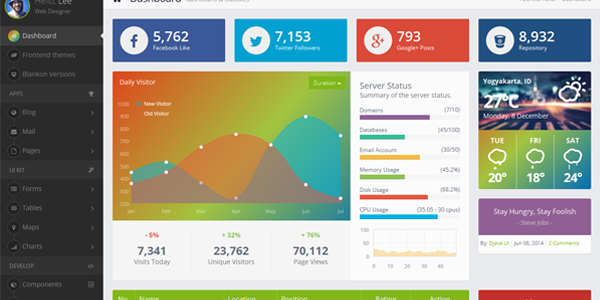 Hello, Lee
Web Designer
Dashboard
Frontend themes
Blankon Versions
APPS
Blog
Mail
Pages
UI KIT
Forms
Tables
Maps
Charts
DEVELOP
Components
Dashboard
5,762
Facebook Like
7,153
Twitter Followers
793
Google+ Posts
8,932
Repository
Daily Visitor
Duration
New Visitor
Old Visitor
1000
900
800
700
600
500
400
300
200
Jan
Feb
Mar
Apr
May
Jun
Jul
- 5%
7,341
Visits Today
+ 32%
23,762
Unique Visitors
+ 76%
70,112
Page Views
Server Status
Summary of the server status.
Domains (7/10)
Databases (45/100)
Email Account (30/50)
Memory Usage (45.2%)
Disk Usage (68.2%)
CPU Usage (35.05 - 30 cpus)
100
50
0
0 10 20 30 40
Yogyakarta, ID
27°C
Monday, 8 December
TUE
20°
FRI
18°
SAT
24°
Stay Hungry, Stay Foolish
- Steve Jobs -
By: Djava UI | Jun 08, 2014 | 2 Comments
No
Name
Location
Position
Rating
Action